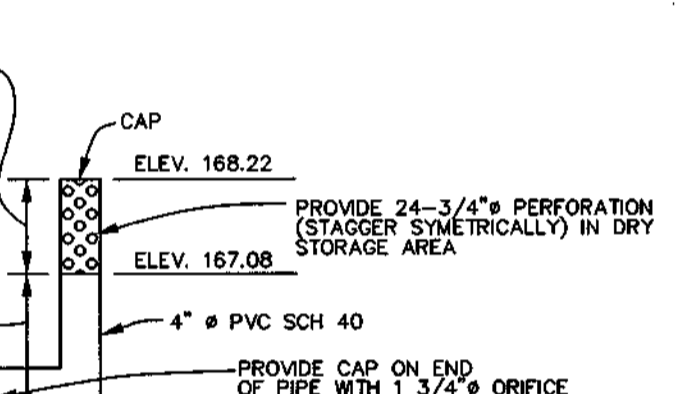 CAP
ELEV. 168.22
PROVIDE 24-3/4"ø PERFORATION
(STAGGER SYMETRICALLY) IN DRY
STORAGE AREA
ELEV. 167.08
4" ø PVC SCH 40
PROVIDE CAP ON END
OF PIPE WITH 1 3/4"ø ORIFICE